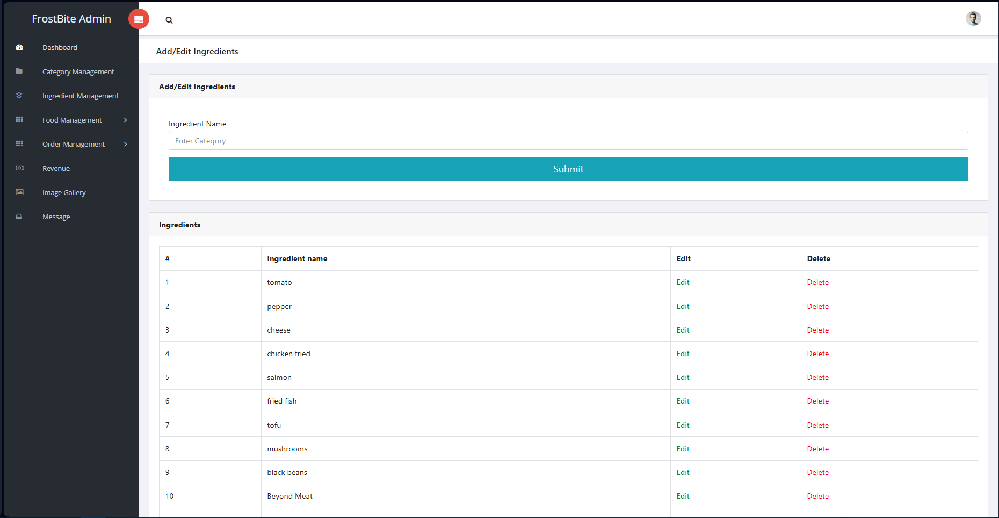 FrostBite Admin
Dashboard
Category Management
Ingredient Management
Food Management
Order Management
Revenue
Image Gallery
Message
Add/Edit Ingredients
Add/Edit Ingredients
Ingredient Name
Enter Category
Submit
Ingredients
# Ingredient name Edit Delete
1 tomato Edit Delete
2 pepper Edit Delete
3 cheese Edit Delete
4 chicken fried Edit Delete
5 salmon Edit Delete
6 fried fish Edit Delete
7 tofu Edit Delete
8 mushrooms Edit Delete
9 black beans Edit Delete
10 Beyond Meat Edit Delete